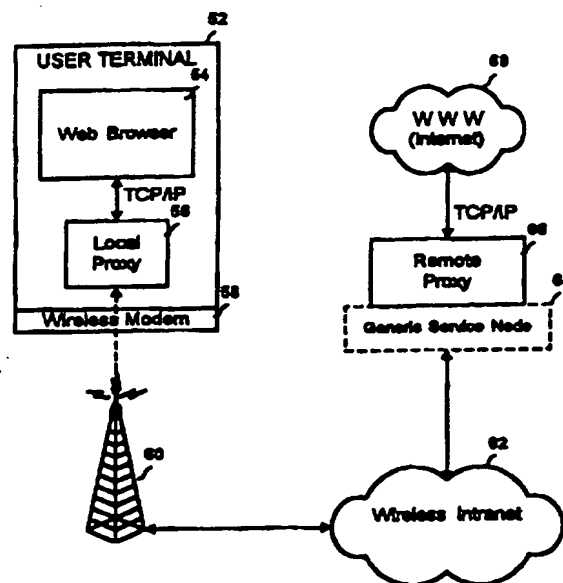 52
USER TERMINAL
54
Web Browser
TCP/IP
56
Local
Proxy
58
Wireless Modem
60
W W W
(Internet)
TCP/IP
Remote
Proxy
Generic Service Node
62
Wireless Intranet